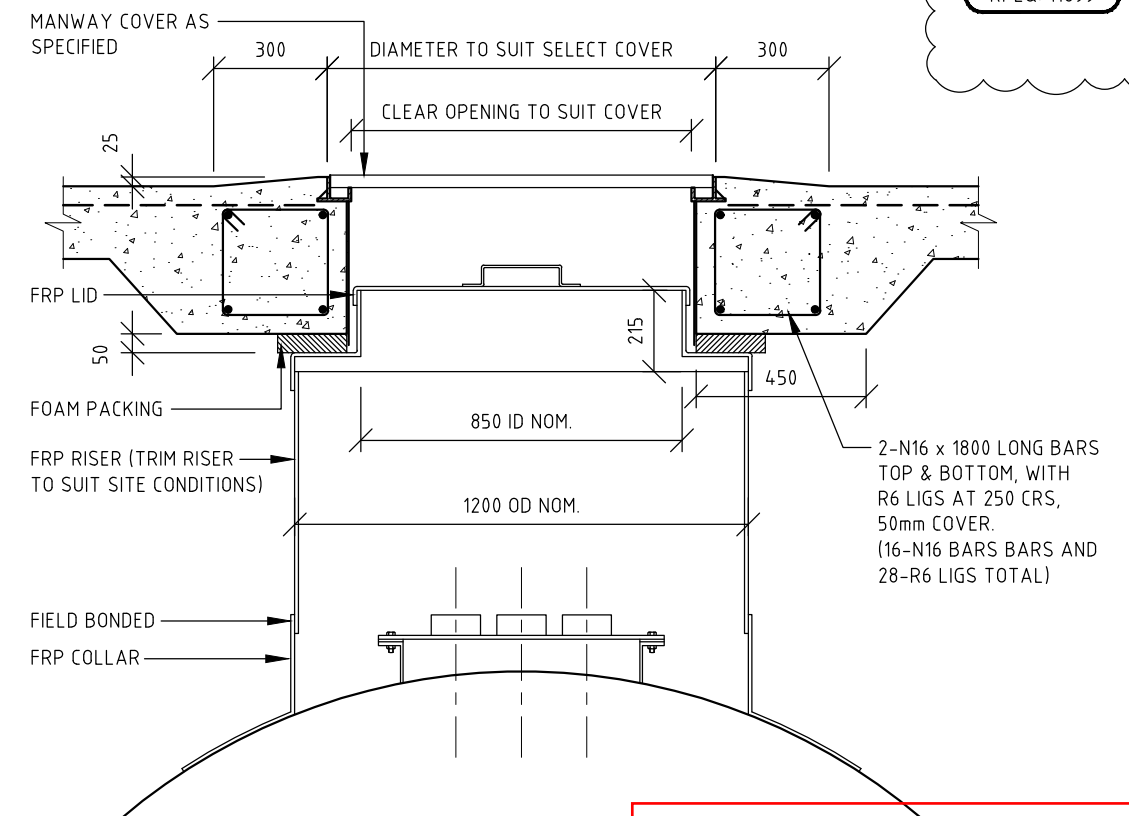 MANWAY COVER AS
SPECIFIED
300
DIAMETER TO SUIT SELECT COVER
300
CLEAR OPENING TO SUIT COVER
25
FRP LID
215
50
450
FOAM PACKING
850 ID NOM.
FRP RISER (TRIM RISER
TO SUIT SITE CONDITIONS)
2-N16 x 1800 LONG BARS
TOP & BOTTOM, WITH
R6 LIGS AT 250 CRS,
50mm COVER.
(16-N16 BARS BARS AND
28-R6 LIGS TOTAL)
1200 OD NOM.
FIELD BONDED
FRP COLLAR